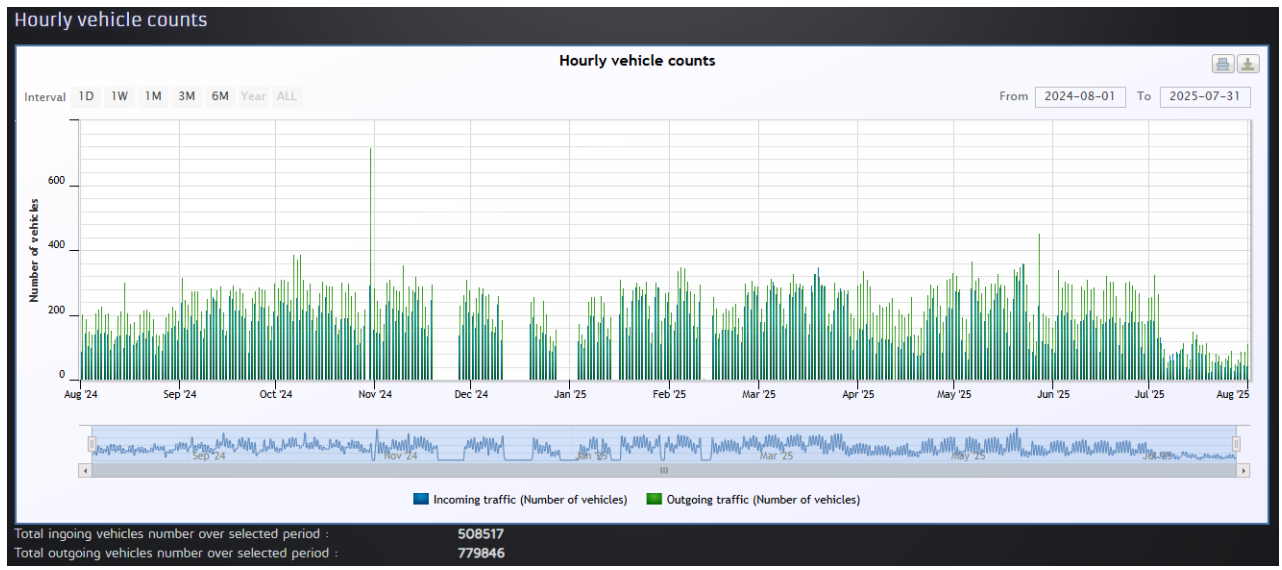 Hourly vehicle counts
Hourly vehicle counts
Interval 1D 1W 1M 3M 6M Year ALL From 2024-08-01 To 2025-07-31
Number of vehicles
600
400
200
0
Aug '24 Sep '24 Oct '24 Nov '24 Dec '24 Jan '25 Feb '25 Mar '25 Apr '25 May '25 Jun '25 Jul '25 Aug '25
Sep '24 Nov '24 Jan '25 Mar '25 May '25 Jul '25
Incoming traffic (Number of vehicles) Outgoing traffic (Number of vehicles)
Total ingoing vehicles number over selected period : 508517
Total outgoing vehicles number over selected period : 779846